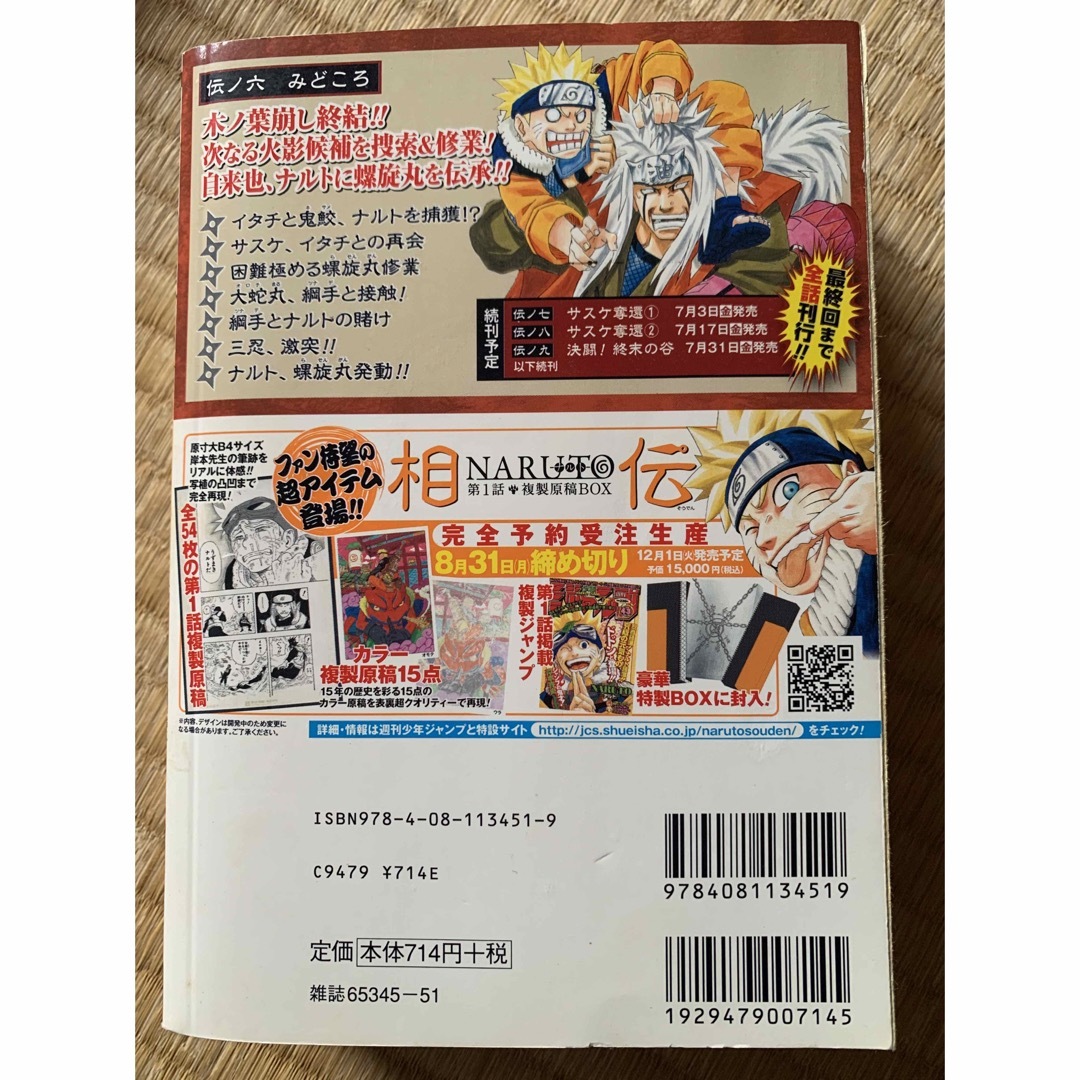 伝ノ六 みどころ
木ノ葉崩し終結!!
次なる火影候補を捜索&修業!
自来也、ナルトに螺旋丸を伝承!!
イタチと鬼鮫、ナルトを捕獲!?
サスケ、イタチとの再会
困難極める螺旋丸修業
大蛇丸、綱手と接触!
綱手とナルトの賭け
三忍、激突!!
ナルト、螺旋丸発動!!
続刊予定
伝ノ七 サスケ奪還① 7月3日金発売
伝ノ八 サスケ奪還② 7月17日金発売
伝ノ九 決闘! 終末の谷 7月31日金発売
以下続刊
最終回まで
全話刊行!!
原寸大B4サイズ
岸本先生の筆跡を
リアルに体感!!
写植の凸凹まで
完全再現!
全54枚の第1話複製原稿
ファン待望の
超アイテム
登場!!
相伝
そうでん
NARUTO
ナルト
第1話 複製原稿BOX
完全予約受注生産
8月31日(月)締め切り
12月1日火発売予定
予価 15,000円(税込)
カラー
複製原稿15点
15年の歴史を彩る15点の
カラー原稿を表裏超クオリティーで再現!
オモテ
ウラ
第1話掲載
複製ジャンプ
豪華
特製BOXに封入!
※内容、デザインは開発中のため変更に
なる場合があります。ご了承ください。
詳細・情報は週刊少年ジャンプと特設サイト http://jcs.shueisha.co.jp/narutosouden/ をチェック!
ISBN978-4-08-113451-9
C9479 ¥714E
9784081134519
定価 本体714円+税
雑誌 65345-51
1929479007145